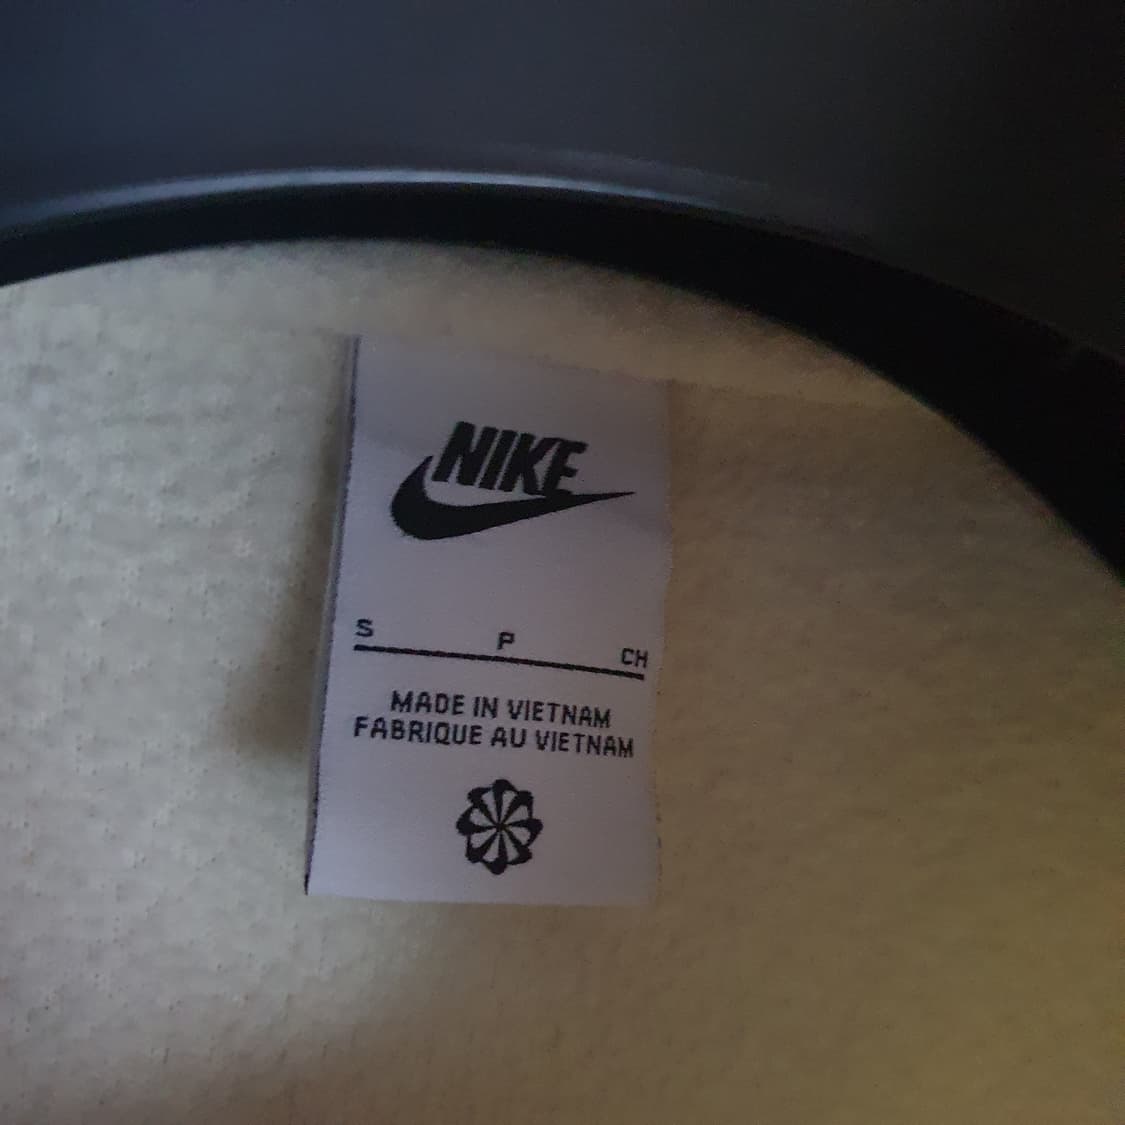 NIKE
S P CH
MADE IN VIETNAM
FABRIQUE AU VIETNAM